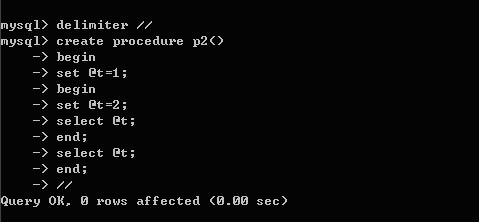 mysql> delimiter //
mysql> create procedure p2()
    -> begin
    -> set @t=1;
    -> begin
    -> set @t=2;
    -> select @t;
    -> end;
    -> select @t;
    -> end;
    -> //
Query OK, 0 rows affected (0.00 sec)